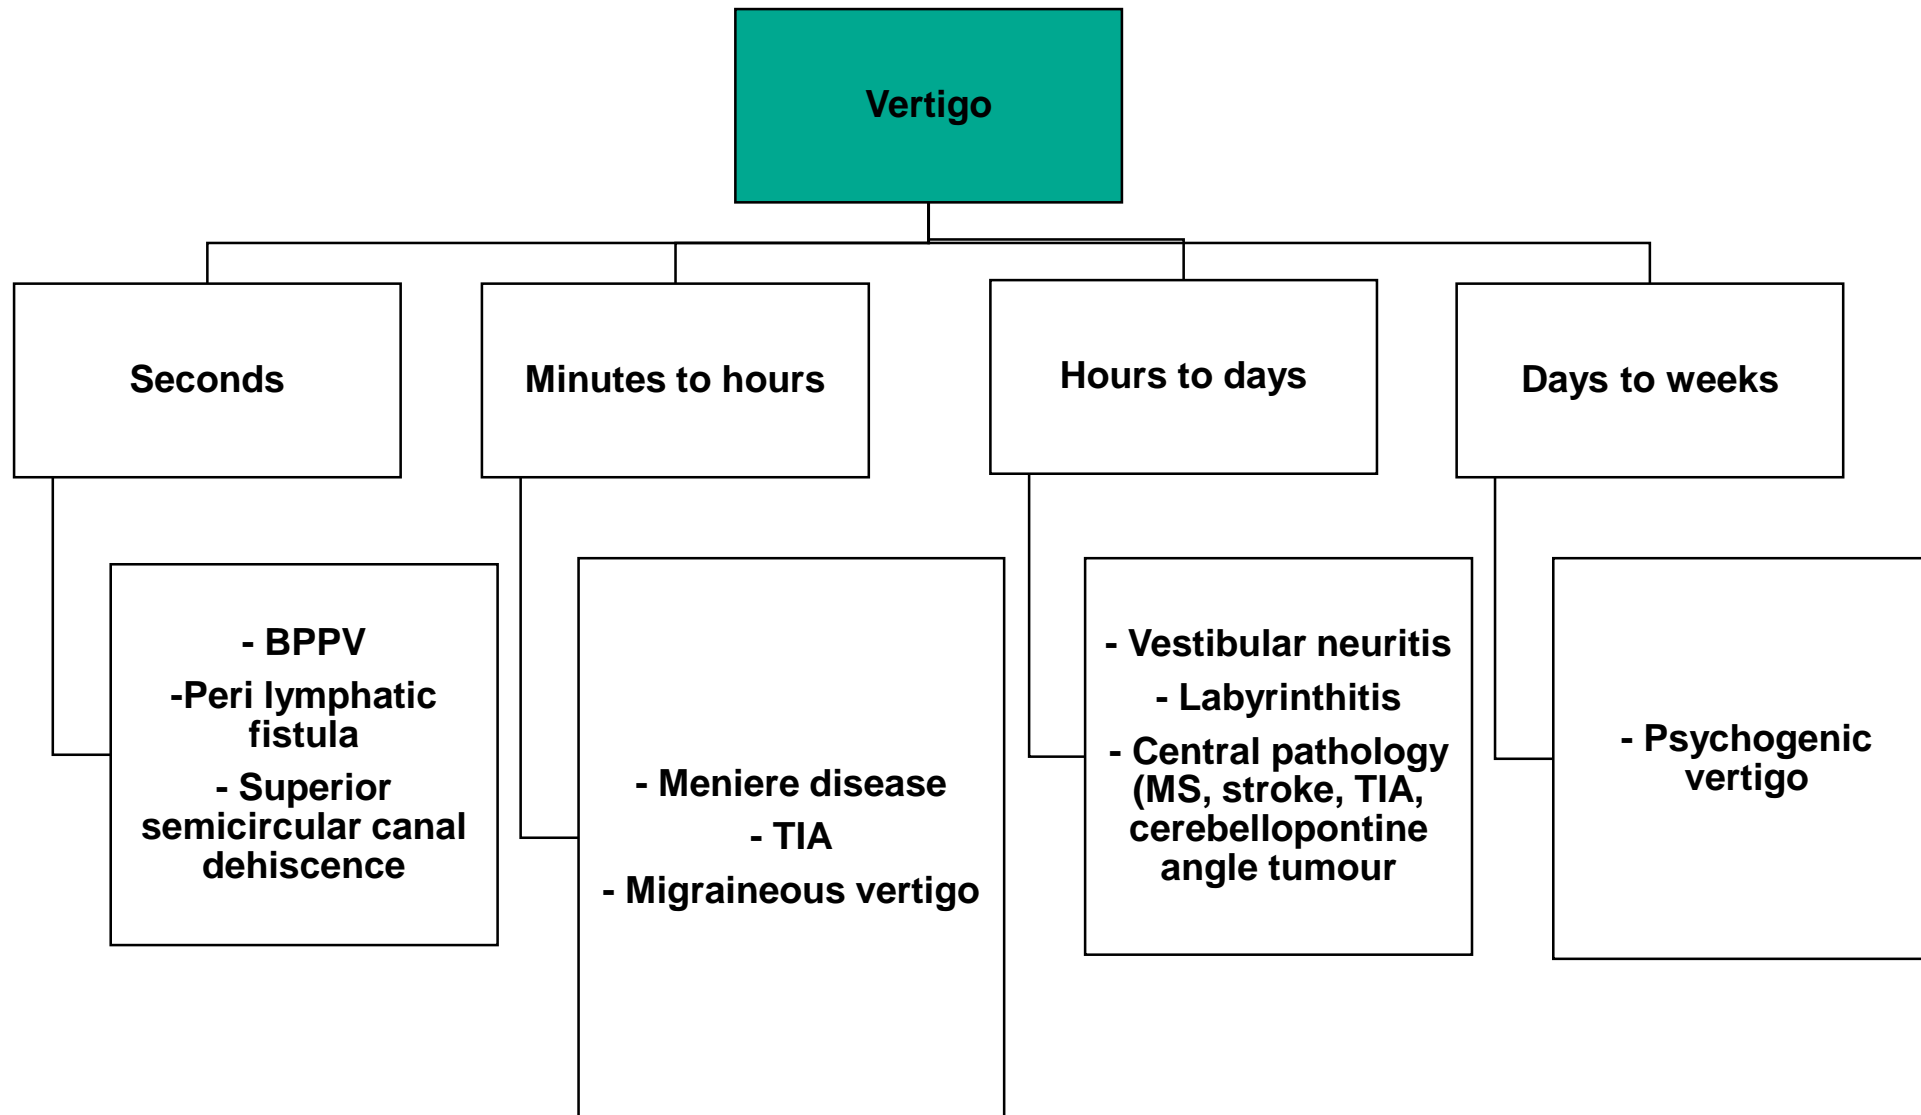 Vertigo
Seconds
Minutes to hours
Hours to days
Days to weeks
- BPPV
-Peri lymphatic
fistula
- Superior
semicircular canal
dehiscence
- Meniere disease
- TIA
- Migraineous vertigo
- Vestibular neuritis
- Labyrinthitis
- Central pathology
(MS, stroke, TIA,
cerebellopontine
angle tumour
- Psychogenic
vertigo